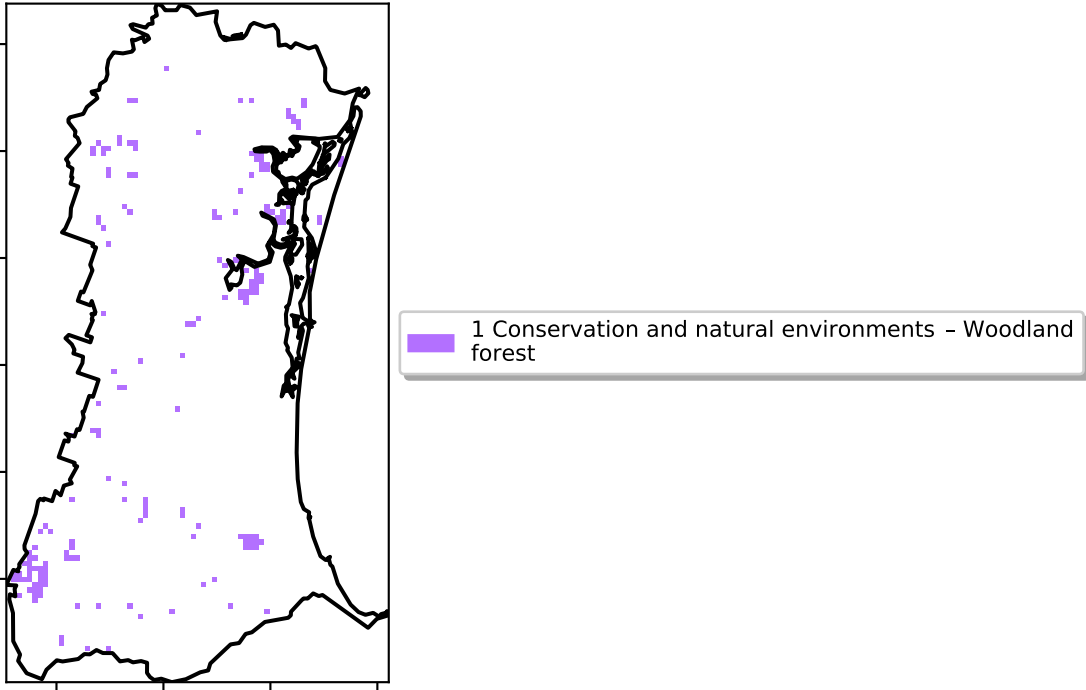 1 Conservation and natural environments – Woodland
forest